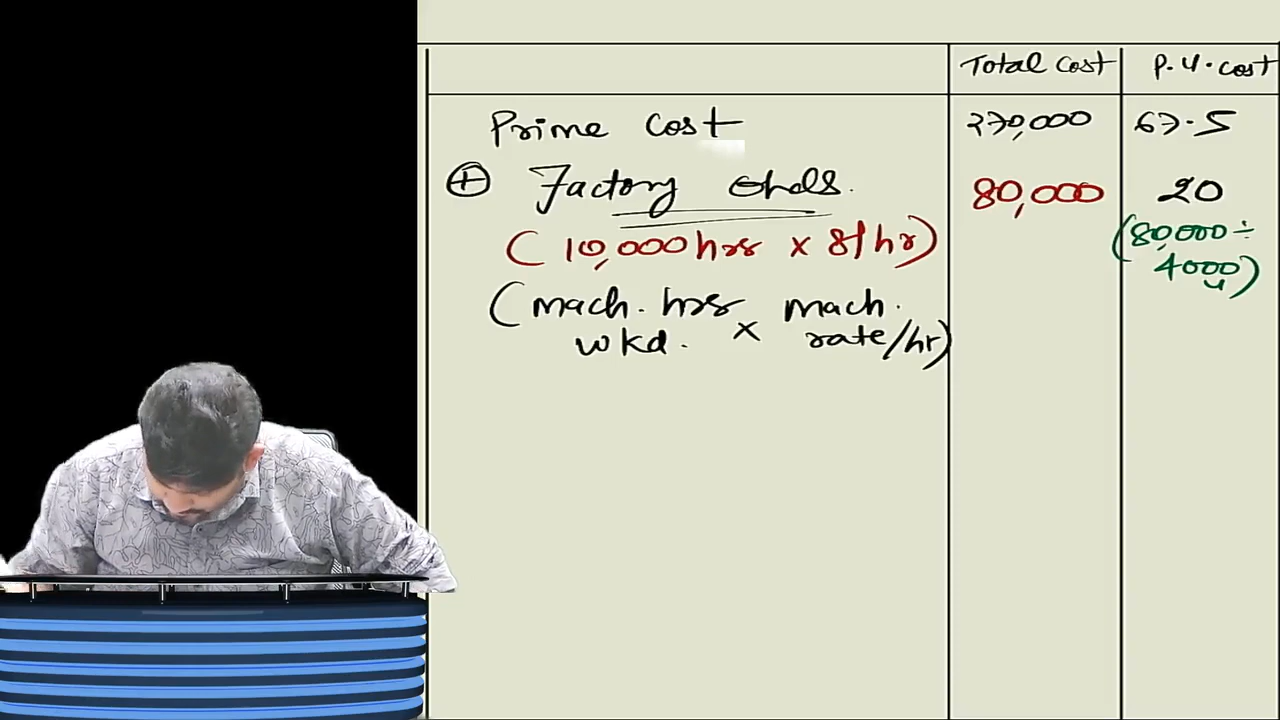 Total Cost P.U. Cost
Prime Cost 270,000 67.5
⊕ Factory Ohds. 80,000 20
(10,000 hrs x 8/hr) (80,000 ÷
4000)
u
(mach. hrs x mach.
wkd. rate/hr)